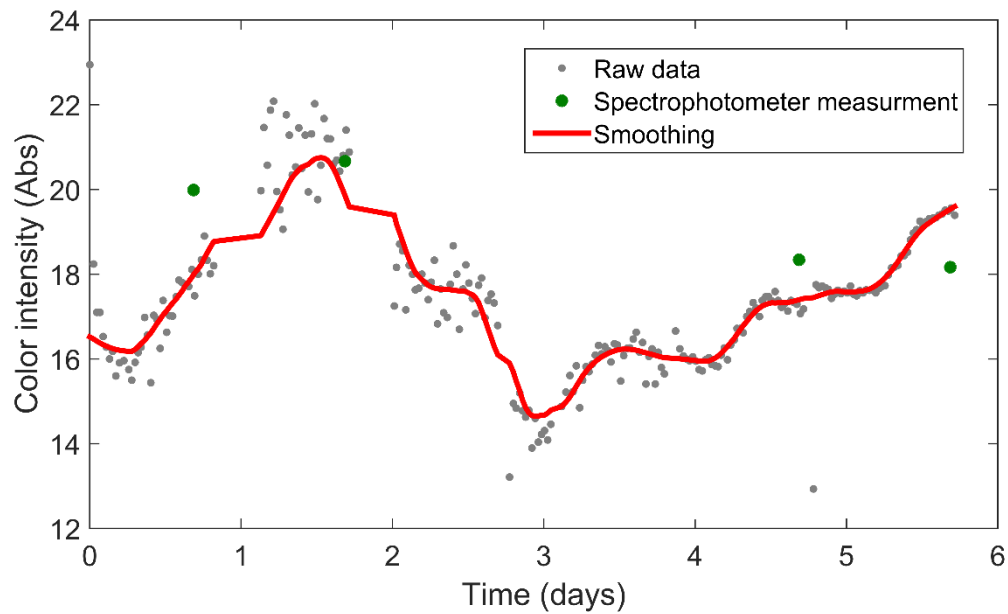 24
22
20
18
16
14
12
Color intensity (Abs)
Raw data
Spectrophotometer measurment
Smoothing
0 1 2 3 4 5 6
Time (days)